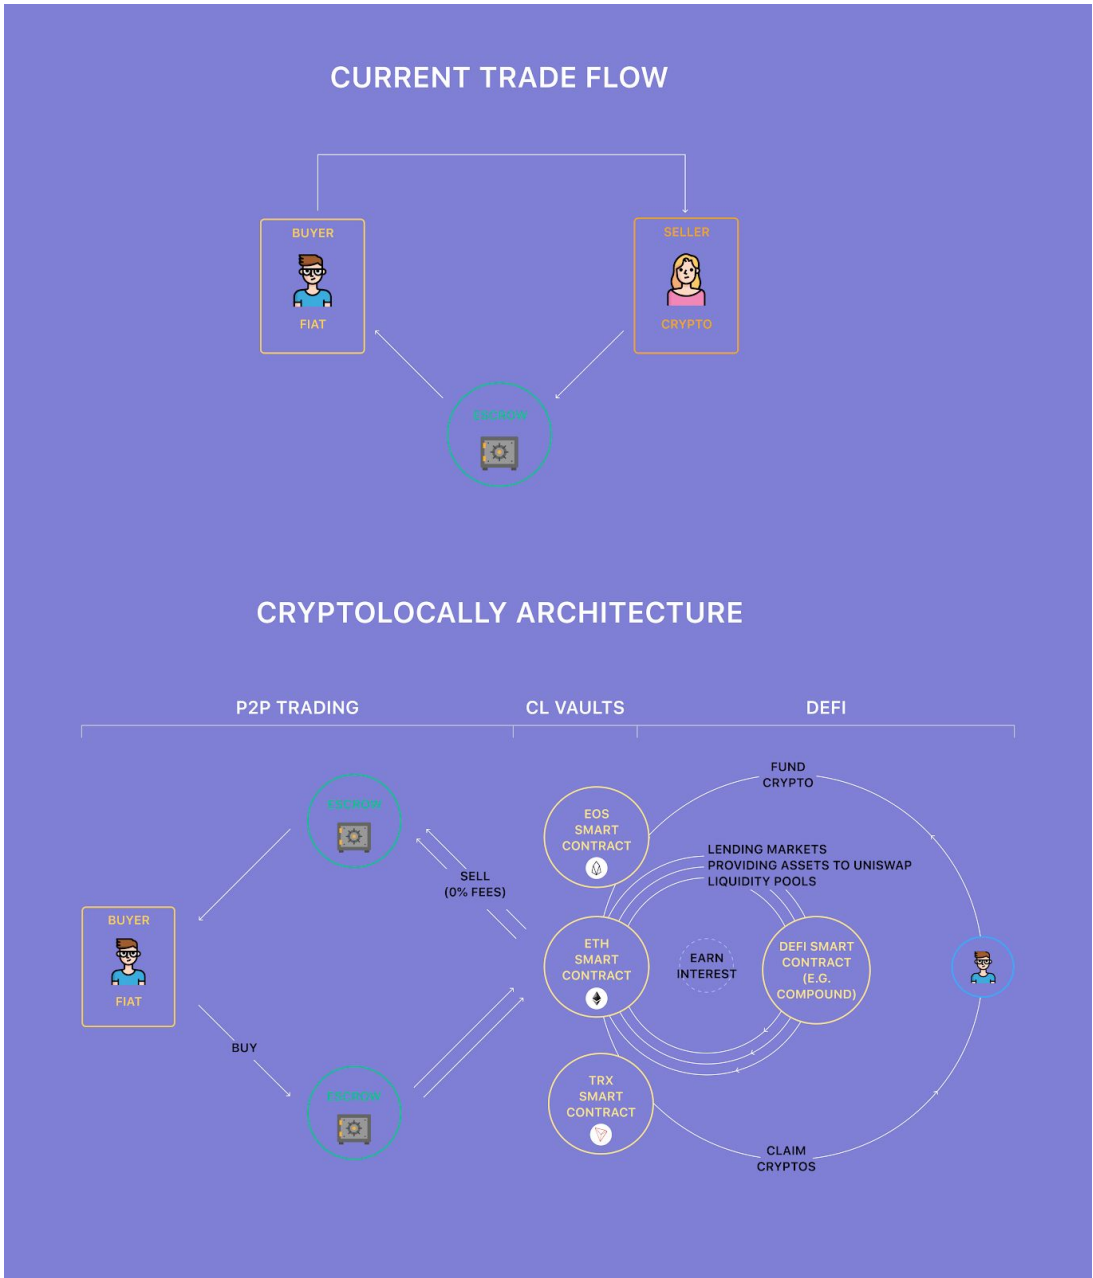 CURRENT TRADE FLOW
BUYER
FIAT
SELLER
CRYPTO
ESCROW
CRYPTOLOCALLY ARCHITECTURE
P2P TRADING
CL VAULTS
DEFI
ESCROW
BUYER
FIAT
BUY
ESCROW
SELL
(0% FEES)
EOS
SMART
CONTRACT
ETH
SMART
CONTRACT
TRX
SMART
CONTRACT
FUND
CRYPTO
LENDING MARKETS
PROVIDING ASSETS TO UNISWAP
LIQUIDITY POOLS
EARN
INTEREST
DEFI SMART
CONTRACT
(E.G.
COMPOUND)
CLAIM
CRYPTOS